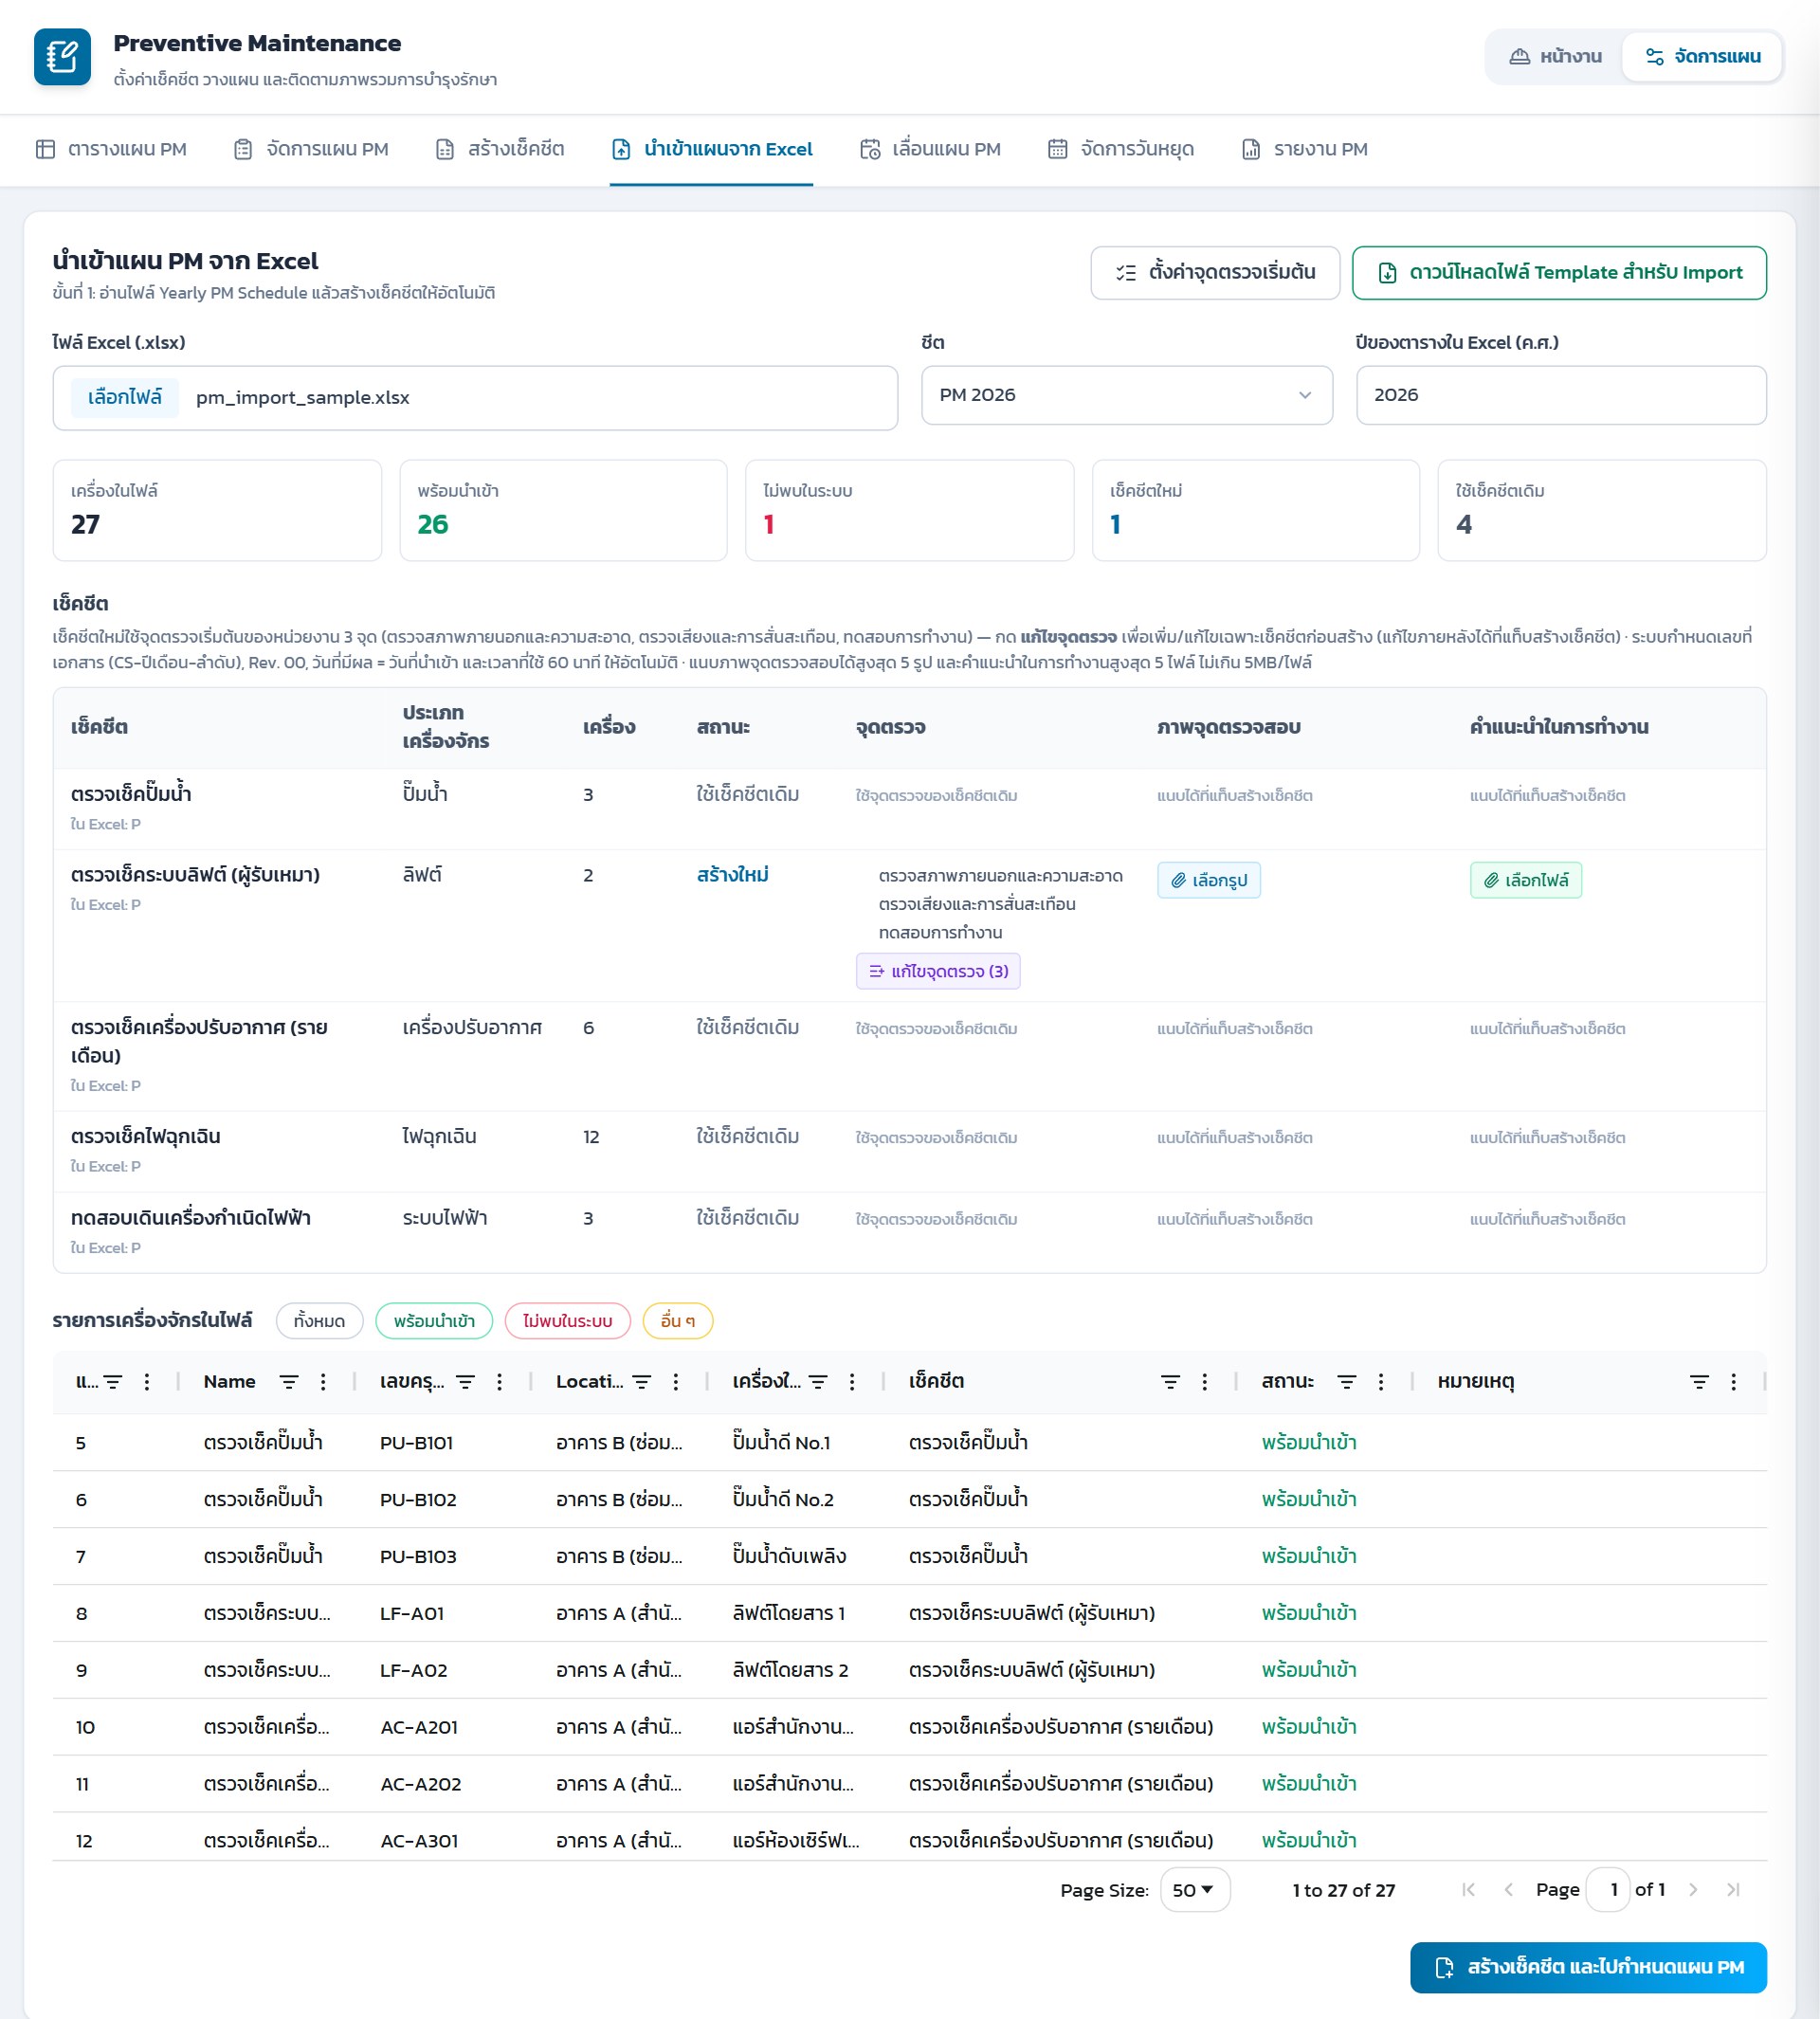 Preventive Maintenance
ตั้งค่าเช็คชีต วางแผน และติดตามภาพรวมการบำรุงรักษา
หน้างาน
จัดการแผน
ตารางแผน PM
จัดการแผน PM
สร้างเช็คชีต
นำเข้าแผนจาก Excel
เลื่อนแผน PM
จัดการวันหยุด
รายงาน PM
นำเข้าแผน PM จาก Excel
ขั้นที่ 1: อ่านไฟล์ Yearly PM Schedule แล้วสร้างเช็คชีตให้อัตโนมัติ
ตั้งค่าจุดตรวจเริ่มต้น
ดาวน์โหลดไฟล์ Template สำหรับ Import
ไฟล์ Excel (.xlsx)
ชีต
ปีของตารางใน Excel (ค.ศ.)
เลือกไฟล์ pm_import_sample.xlsx
PM 2026
2026
เครื่องในไฟล์
27
พร้อมนำเข้า
26
ไม่พบในระบบ
1
เช็คชีตใหม่
1
ใช้เช็คชีตเดิม
4
เช็คชีต
เช็คชีตใหม่ใช้จุดตรวจเริ่มต้นของหน่วยงาน 3 จุด (ตรวจสภาพภายนอกและความสะอาด, ตรวจเสียงและการสั่นสะเทือน, ทดสอบการทำงาน) — กด แก้ไขจุดตรวจ เพื่อเพิ่ม/แก้ไขเฉพาะเช็คชีตก่อนสร้าง (แก้ไขภายหลังได้ที่แท็บสร้างเช็คชีต) · ระบบกำหนดเลขที่
เอกสาร (CS-ปีเดือน-ลำดับ), Rev. 00, วันที่มีผล = วันที่นำเข้า และเวลาที่ใช้ 60 นาที ให้อัตโนมัติ · แนบภาพจุดตรวจสอบได้สูงสุด 5 รูป และคำแนะนำในการทำงานสูงสุด 5 ไฟล์ ไม่เกิน 5MB/ไฟล์
เช็คชีต ประเภท เครื่อง สถานะ จุดตรวจ ภาพจุดตรวจสอบ คำแนะนำในการทำงาน
เครื่องจักร
ตรวจเช็คปั๊มน้ำ ปั๊มน้ำ 3 ใช้เช็คชีตเดิม ใช้จุดตรวจของเช็คชีตเดิม แนบได้ที่แท็บสร้างเช็คชีต แนบได้ที่แท็บสร้างเช็คชีต
ใน Excel: P
ตรวจเช็คระบบลิฟต์ (ผู้รับเหมา) ลิฟต์ 2 สร้างใหม่ ตรวจสภาพภายนอกและความสะอาด เลือกรูป เลือกไฟล์
ใน Excel: P ตรวจเสียงและการสั่นสะเทือน
ทดสอบการทำงาน
แก้ไขจุดตรวจ (3)
ตรวจเช็คเครื่องปรับอากาศ (ราย เครื่องปรับอากาศ 6 ใช้เช็คชีตเดิม ใช้จุดตรวจของเช็คชีตเดิม แนบได้ที่แท็บสร้างเช็คชีต แนบได้ที่แท็บสร้างเช็คชีต
เดือน)
ใน Excel: P
ตรวจเช็คไฟฉุกเฉิน ไฟฉุกเฉิน 12 ใช้เช็คชีตเดิม ใช้จุดตรวจของเช็คชีตเดิม แนบได้ที่แท็บสร้างเช็คชีต แนบได้ที่แท็บสร้างเช็คชีต
ใน Excel: P
ทดสอบเดินเครื่องกำเนิดไฟฟ้า ระบบไฟฟ้า 3 ใช้เช็คชีตเดิม ใช้จุดตรวจของเช็คชีตเดิม แนบได้ที่แท็บสร้างเช็คชีต แนบได้ที่แท็บสร้างเช็คชีต
ใน Excel: P
รายการเครื่องจักรในไฟล์ ทั้งหมด พร้อมนำเข้า ไม่พบในระบบ อื่น ๆ
แ... Name เลขครุ... Locati... เครื่องใ... เช็คชีต สถานะ หมายเหตุ
5 ตรวจเช็คปั๊มน้ำ PU-B101 อาคาร B (ซ่อม... ปั๊มน้ำดี No.1 ตรวจเช็คปั๊มน้ำ พร้อมนำเข้า
6 ตรวจเช็คปั๊มน้ำ PU-B102 อาคาร B (ซ่อม... ปั๊มน้ำดี No.2 ตรวจเช็คปั๊มน้ำ พร้อมนำเข้า
7 ตรวจเช็คปั๊มน้ำ PU-B103 อาคาร B (ซ่อม... ปั๊มน้ำดับเพลิง ตรวจเช็คปั๊มน้ำ พร้อมนำเข้า
8 ตรวจเช็คระบบ... LF-A01 อาคาร A (สำนั... ลิฟต์โดยสาร 1 ตรวจเช็คระบบลิฟต์ (ผู้รับเหมา) พร้อมนำเข้า
9 ตรวจเช็คระบบ... LF-A02 อาคาร A (สำนั... ลิฟต์โดยสาร 2 ตรวจเช็คระบบลิฟต์ (ผู้รับเหมา) พร้อมนำเข้า
10 ตรวจเช็คเครื่อ... AC-A201 อาคาร A (สำนั... แอร์สำนักงาน... ตรวจเช็คเครื่องปรับอากาศ (รายเดือน) พร้อมนำเข้า
11 ตรวจเช็คเครื่อ... AC-A202 อาคาร A (สำนั... แอร์สำนักงาน... ตรวจเช็คเครื่องปรับอากาศ (รายเดือน) พร้อมนำเข้า
12 ตรวจเช็คเครื่อ... AC-A301 อาคาร A (สำนั... แอร์ห้องเซิร์ฟเ... ตรวจเช็คเครื่องปรับอากาศ (รายเดือน) พร้อมนำเข้า
Page Size: 50 1 to 27 of 27 Page 1 of 1
สร้างเช็คชีต และไปกำหนดแผน PM